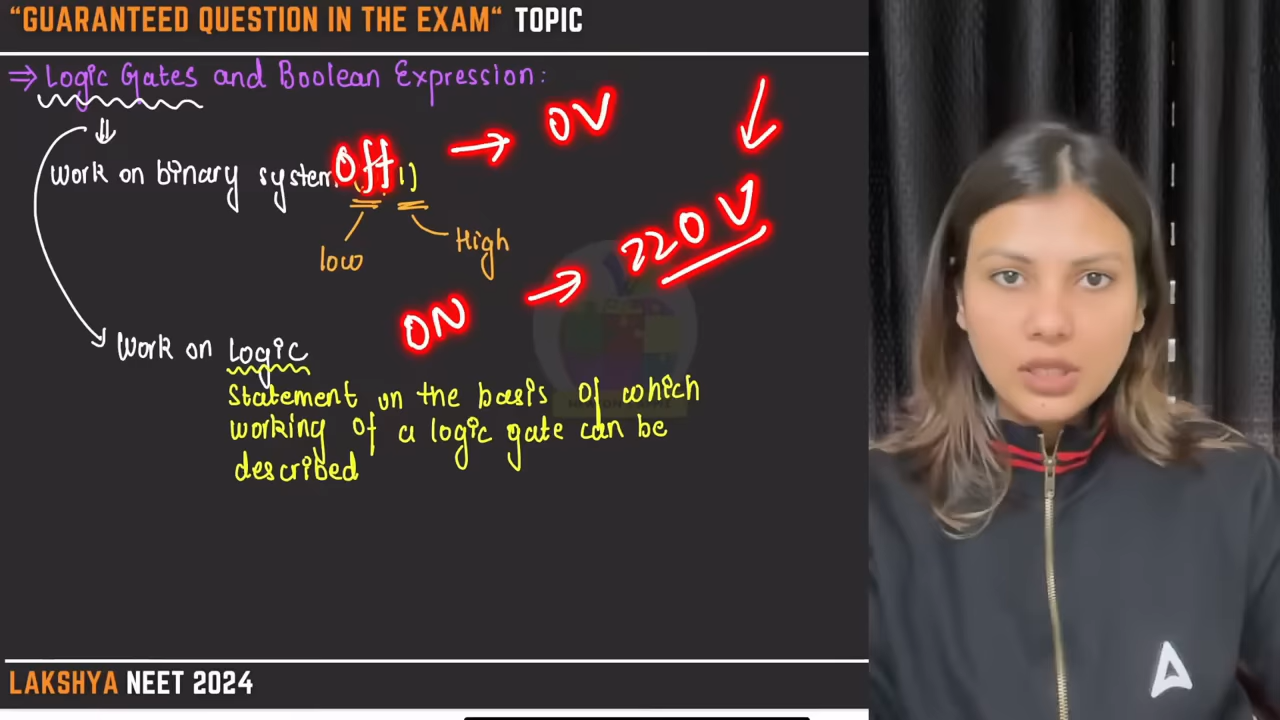 “GUARANTEED QUESTION IN THE EXAM“ TOPIC
⇒ Logic Gates and Boolean Expression:
Work on binary system
Off → 0V
1)
low
High
ON → 220 V
Work on Logic
Statement on the basis of which
working of a logic gate can be
described
LAKSHYA NEET 2024